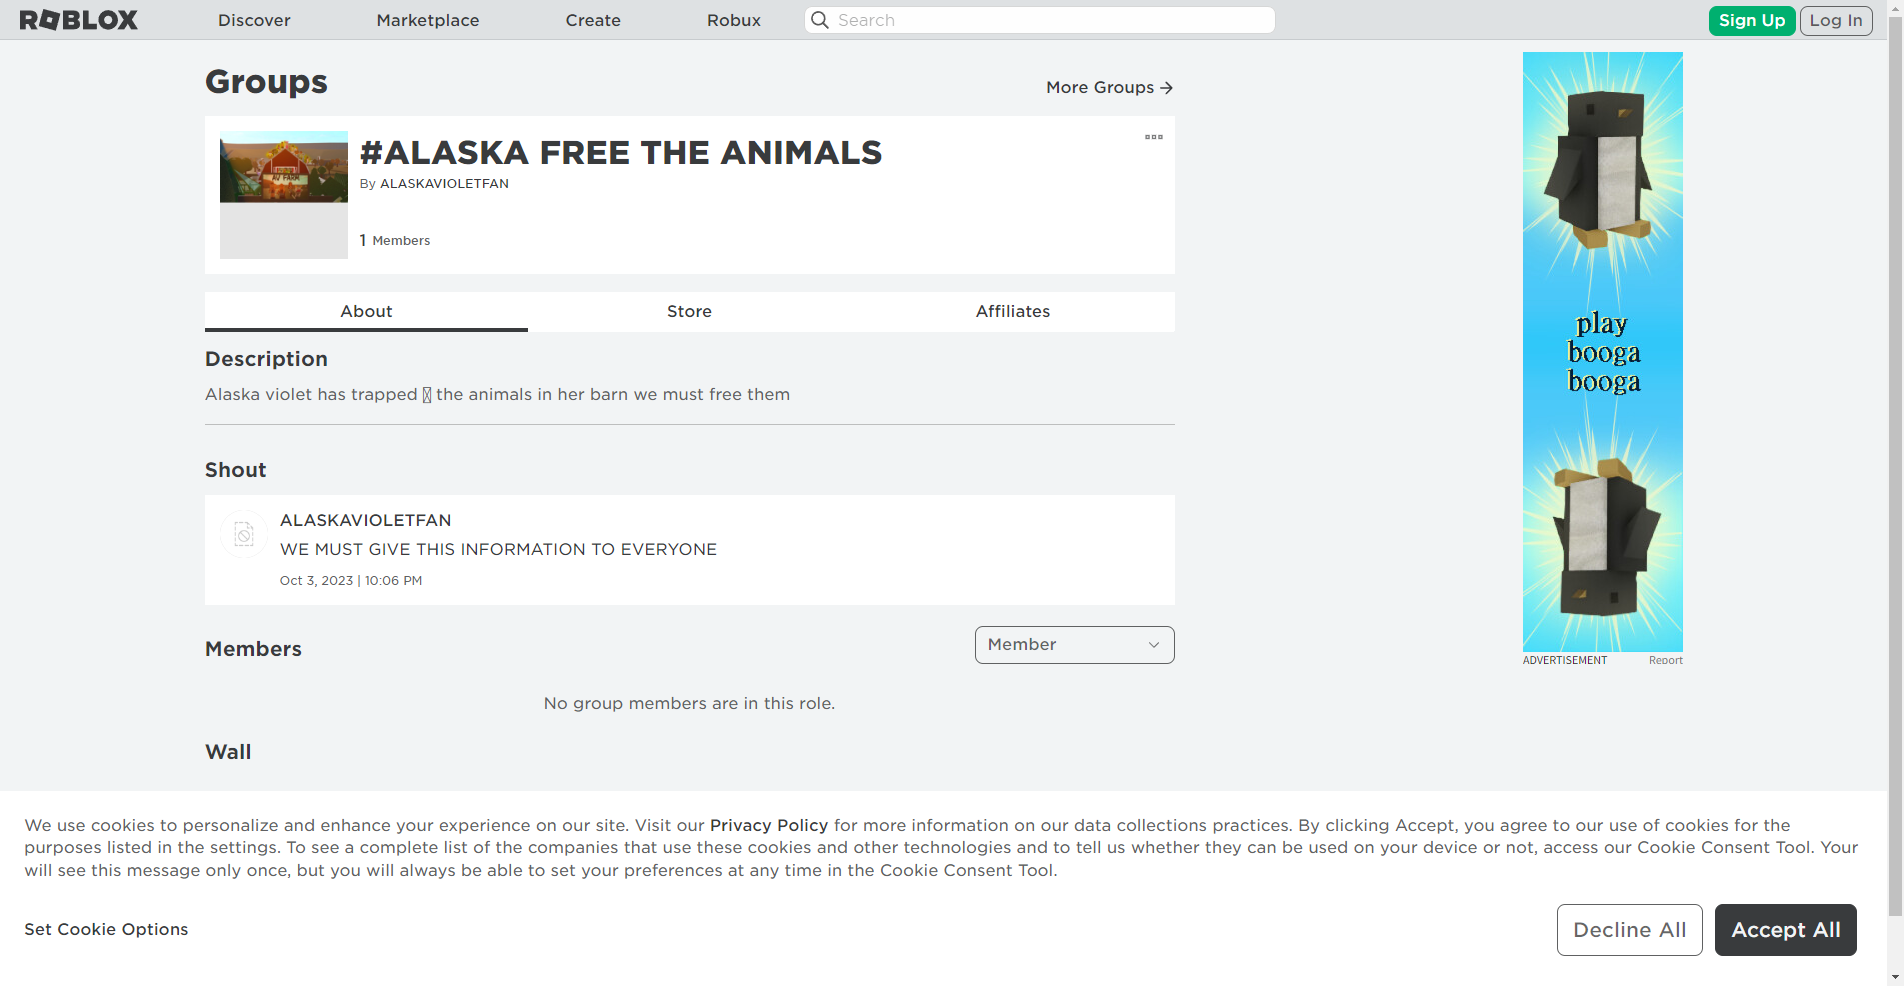 ROBLOX
Discover
Marketplace
Create
Robux
Search
Sign Up
Log In
Groups
More Groups
#ALASKA FREE THE ANIMALS
By ALASKAVIOLETFAN
1 Members
About
Store
Affiliates
Description
Alaska violet has trapped the animals in her barn we must free them
Shout
ALASKAVIOLETFAN
WE MUST GIVE THIS INFORMATION TO EVERYONE
Oct 3, 2023 | 10:06 PM
Members
Member
No group members are in this role.
Wall
play
booga
booga
ADVERTISEMENT
Report
We use cookies to personalize and enhance your experience on our site. Visit our Privacy Policy for more information on our data collections practices. By clicking Accept, you agree to our use of cookies for the
purposes listed in the settings. To see a complete list of the companies that use these cookies and other technologies and to tell us whether they can be used on your device or not, access our Cookie Consent Tool. Your
will see this message only once, but you will always be able to set your preferences at any time in the Cookie Consent Tool.
Set Cookie Options
Decline All
Accept All